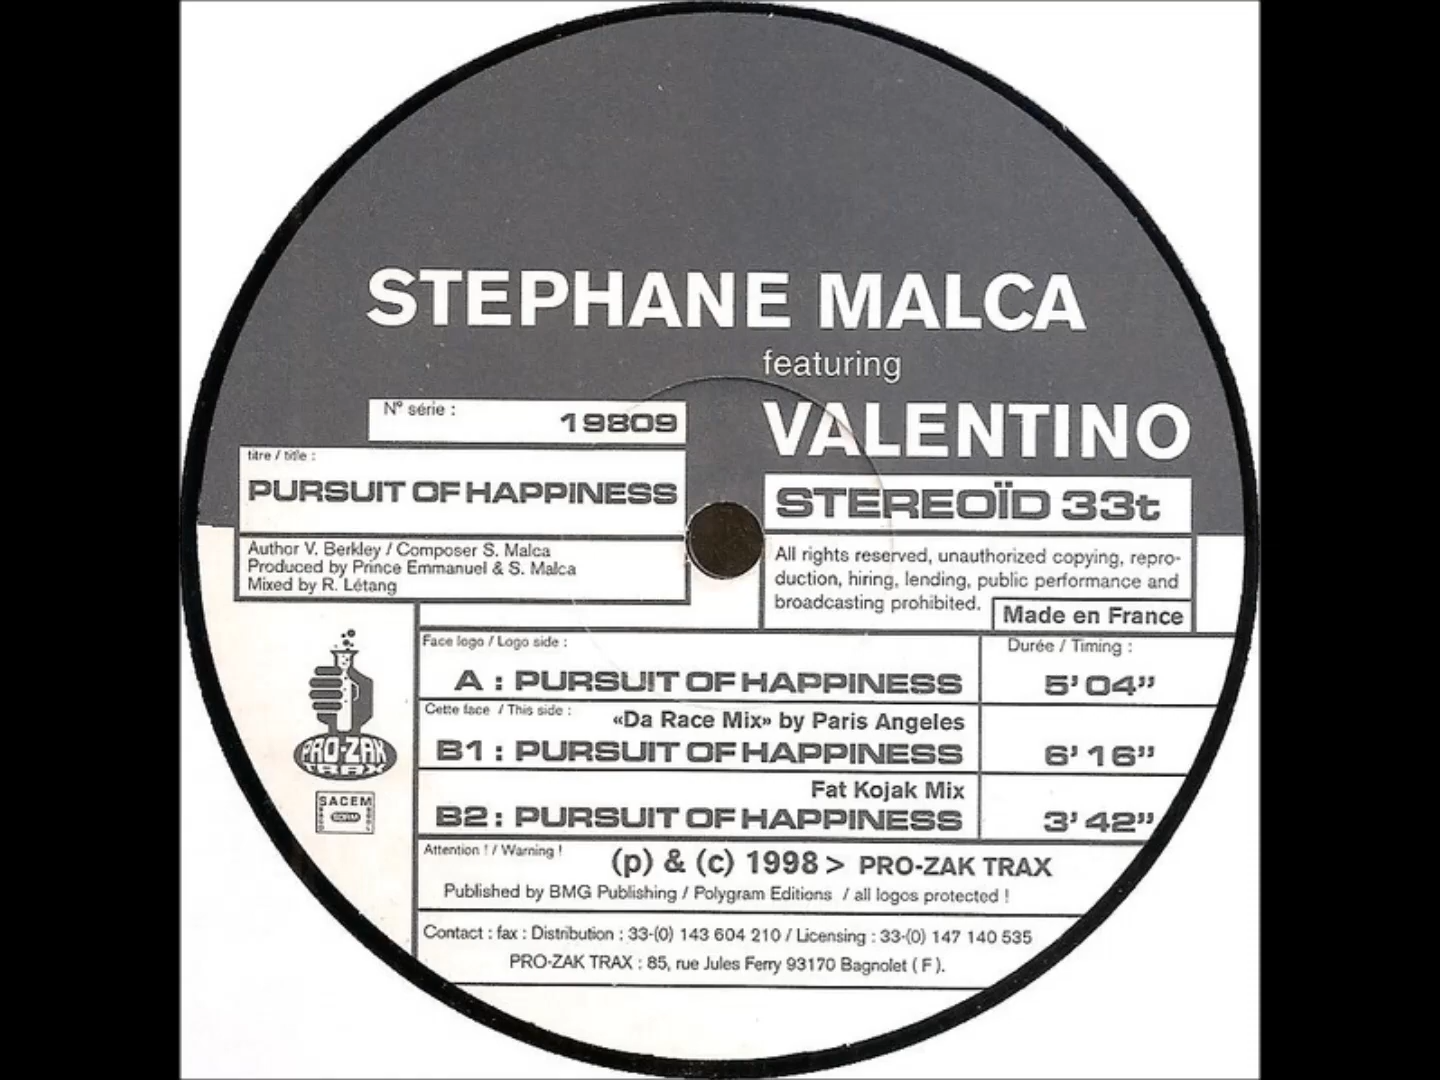 STEPHANE MALCA
featuring
VALENTINO
N° série :
19809
titre / title :
PURSUIT OF HAPPINESS
Author V. Berkley / Composer S. Malca
Produced by Prince Emmanuel & S. Malca
Mixed by R. Létang
STEREOÏD 33t
All rights reserved, unauthorized copying, repro-
duction, hiring, lending, public performance and
broadcasting prohibited.
Made en France
Face logo / Logo side :
Durée / Timing :
A : PURSUIT OF HAPPINESS 5' 04"
Cette face / This side :
«Da Race Mix» by Paris Angeles
B1 : PURSUIT OF HAPPINESS 6' 16"
Fat Kojak Mix
B2 : PURSUIT OF HAPPINESS 3' 42"
PRO-ZAK
TRAX
SACEM
SDRM
Attention ! / Warning !
(p) & (c) 1998 > PRO-ZAK TRAX
Published by BMG Publishing / Polygram Editions / all logos protected !
Contact : fax : Distribution : 33-(0) 143 604 210 / Licensing : 33-(0) 147 140 535
PRO-ZAK TRAX : 85, rue Jules Ferry 93170 Bagnolet ( F ).